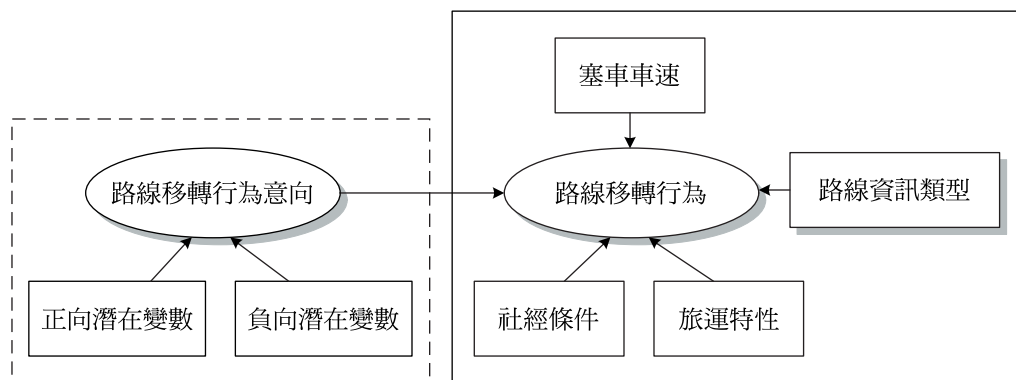 塞車車速
路線移轉行為意向
路線移轉行為
路線資訊類型
正向潛在變數
負向潛在變數
社經條件
旅運特性